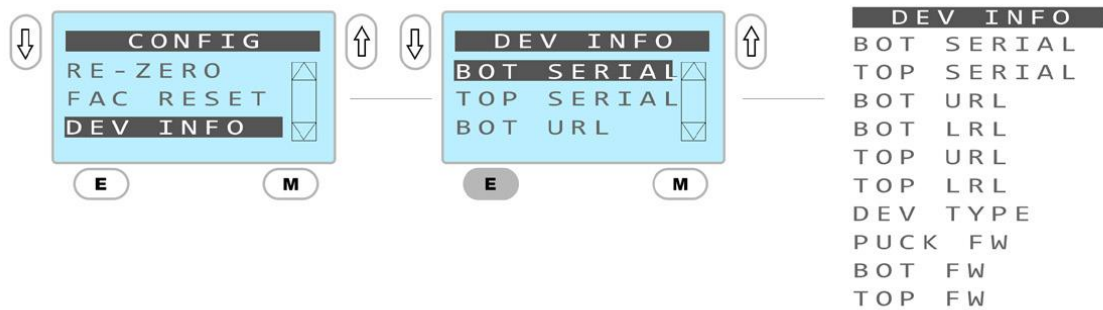 CONFIG
RE-ZERO
FAC RESET
DEV INFO
E
M
DEV INFO
BOT SERIAL
TOP SERIAL
BOT URL
E
M
DEV INFO
BOT SERIAL
TOP SERIAL
BOT URL
BOT LRL
TOP URL
TOP LRL
DEV TYPE
PUCK FW
BOT FW
TOP FW